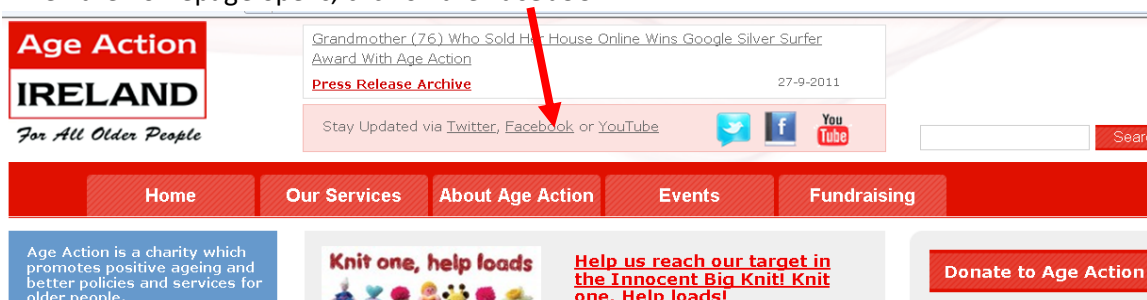 Age Action
IRELAND
For All Older People
Grandmother (76) Who Sold Her House Online Wins Google Silver Surfer
Award With Age Action
Press Release Archive
27-9-2011
Stay Updated via Twitter, Facebook or YouTube
f
You
Tube
Home
Our Services
About Age Action
Events
Fundraising
Age Action is a charity which
promotes positive ageing and
better policies and services for
older people.
Knit one, help loads
Help us reach our target in
the Innocent Big Knit! Knit
one, Help loads!
Donate to Age Action